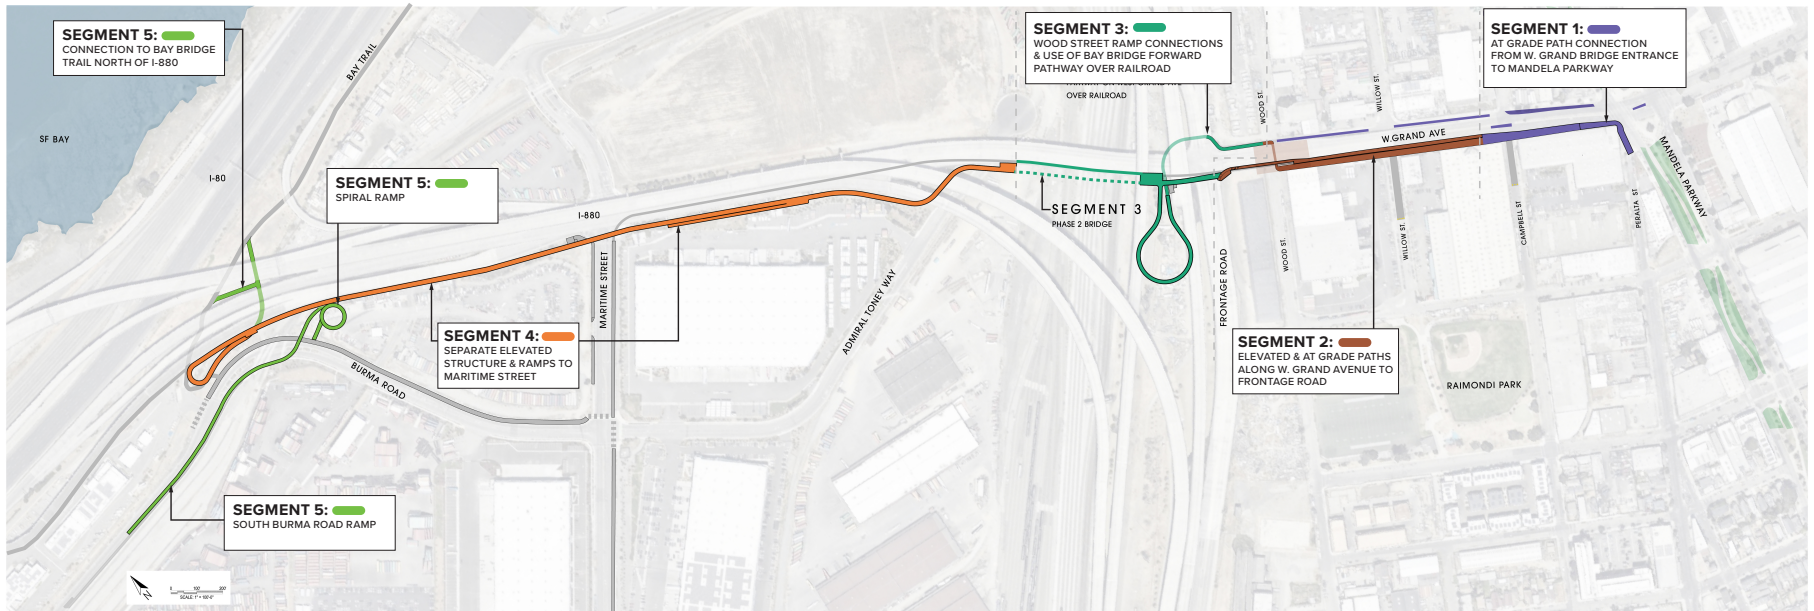 SEGMENT 5:
CONNECTION TO BAY BRIDGE
TRAIL NORTH OF I-880
BAY TRAIL
SF BAY
I-80
SEGMENT 5:
SPIRAL RAMP
I-880
SEGMENT 3:
WOOD STREET RAMP CONNECTIONS
& USE OF BAY BRIDGE FORWARD
PATHWAY OVER RAILROAD
OVER RAILROAD
SEGMENT 1:
AT GRADE PATH CONNECTION
FROM W. GRAND BRIDGE ENTRANCE
TO MANDELA PARKWAY
WOOD ST.
WILLOW ST.
W.GRAND AVE
MANDELA PARKWAY
SEGMENT 3
PHASE 2 BRIDGE
MARITIME STREET
ADMIRAL TONEY WAY
FRONTAGE ROAD
WOOD ST.
WILLOW ST.
CAMPBELL ST
PERALTA ST
SEGMENT 4:
SEPARATE ELEVATED
STRUCTURE & RAMPS TO
MARITIME STREET
BURMA ROAD
SEGMENT 2:
ELEVATED & AT GRADE PATHS
ALONG W. GRAND AVENUE TO
FRONTAGE ROAD
RAIMONDI PARK
SEGMENT 5:
SOUTH BURMA ROAD RAMP
N
0 100 200